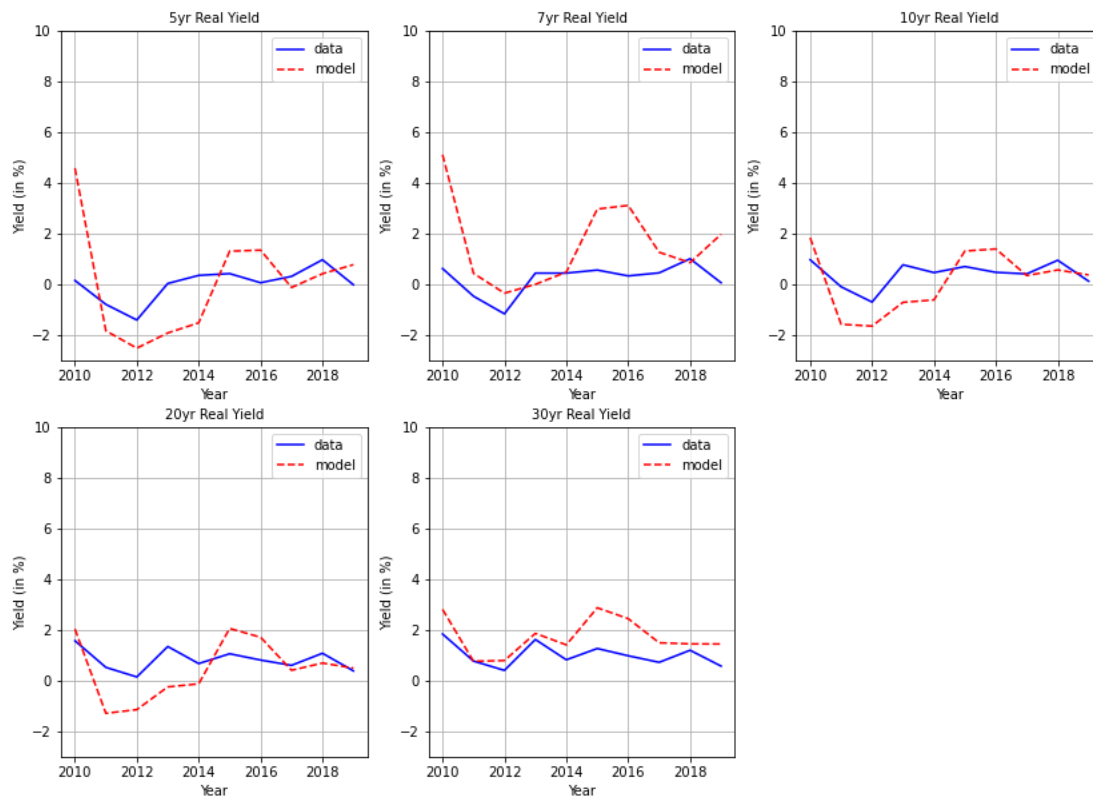 5yr Real Yield
10
8
6
4
2
0
−2
Yield (in %)
data
model
2010 2012 2014 2016 2018
Year
7yr Real Yield
10
8
6
4
2
0
−2
Yield (in %)
data
model
2010 2012 2014 2016 2018
Year
10yr Real Yield
10
8
6
4
2
0
−2
Yield (in %)
data
model
2010 2012 2014 2016 2018
Year
20yr Real Yield
10
8
6
4
2
0
−2
Yield (in %)
data
model
2010 2012 2014 2016 2018
Year
30yr Real Yield
10
8
6
4
2
0
−2
Yield (in %)
data
model
2010 2012 2014 2016 2018
Year